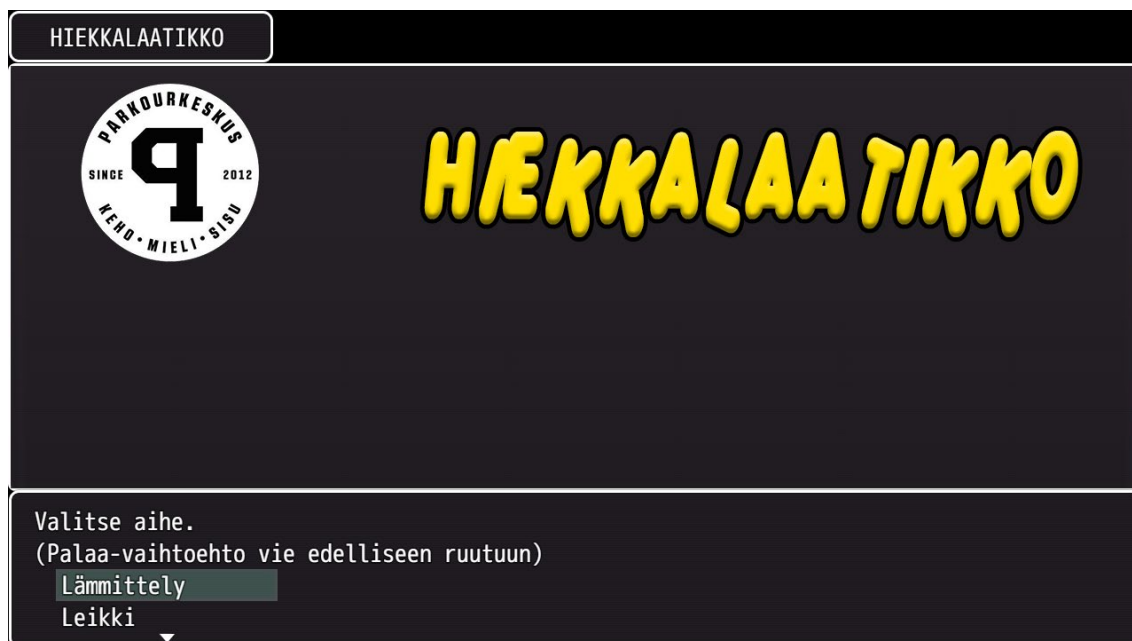 HIEKKALAATIKKO
PARKOURKESKUS
SINCE 2012
KEHO • MIELI • SISU
HIEKKALAATIKKO
Valitse aihe.
(Palaa-vaihtoehto vie edelliseen ruutuun)
Lämmittely
Leikki